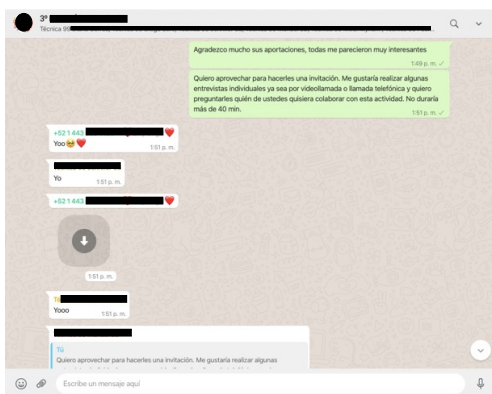 3°
Técnica
Agradezco mucho sus aportaciones, todas me parecieron muy interesantes
1:49 p. m.
Quiero aprovechar para hacerles una invitación. Me gustaría realizar algunas
entrevistas individuales ya sea por videollamada o llamada telefónica y quiero
preguntarles quién de ustedes quisiera colaborar con esta actividad. No duraría
más de 40 min.
1:51 p. m.
+52 1 443
Yoo🥺❤️
1:51 p. m.
Yo
1:51 p. m.
+52 1 443 ❤️
1:51 p. m.
Yooo
1:51 p. m.
Tú
Quiero aprovechar para hacerles una invitación. Me gustaría realizar algunas
Escribe un mensaje aquí